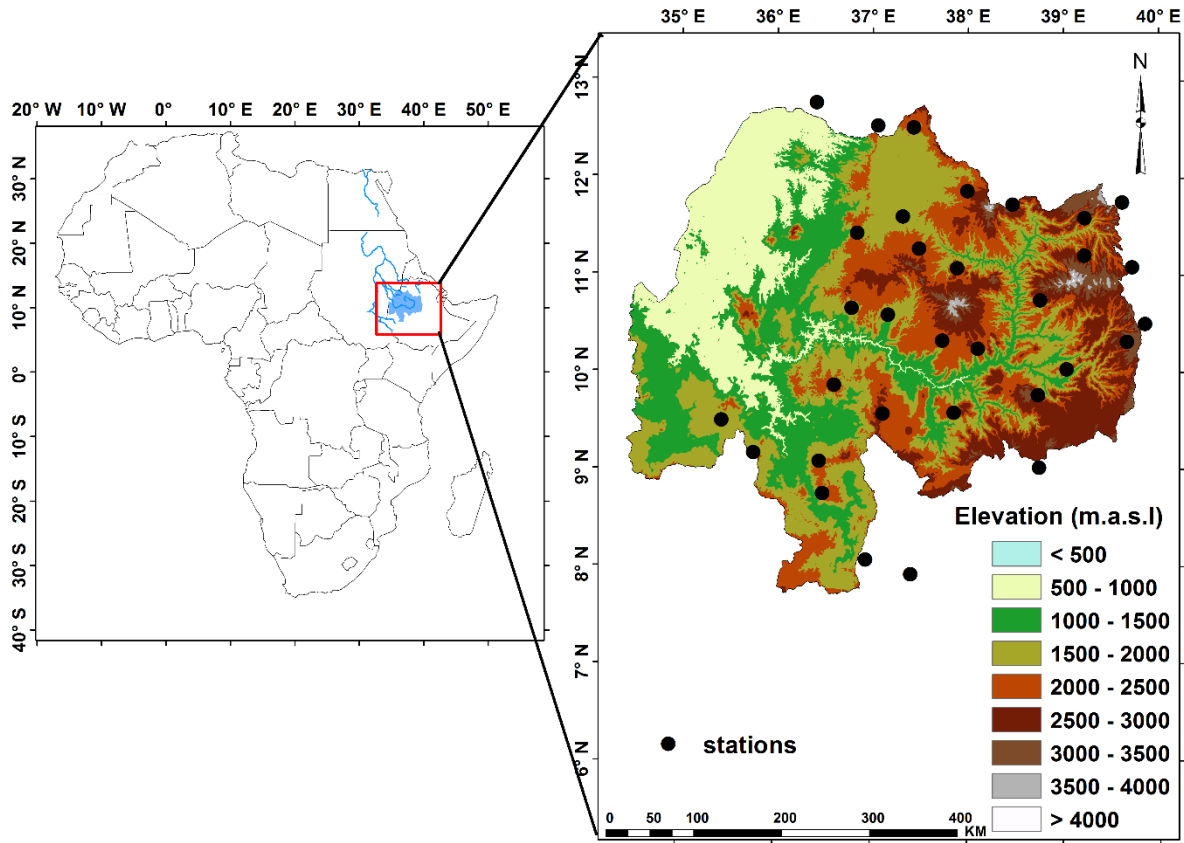 35° E 36° E 37° E 38° E 39° E 40° E
20° W 10° W 0° 10° E 20° E 30° E 40° E 50° E
30° N
20° N
10° N
0°
10° S
20° S
30° S
40° S
13° N
12° N
11° N
10° N
9° N
8° N
7° N
6° N
N
Elevation (m.a.s.l)
< 500
500 - 1000
1000 - 1500
1500 - 2000
2000 - 2500
2500 - 3000
3000 - 3500
3500 - 4000
> 4000
stations
0 50 100 200 300 400
KM